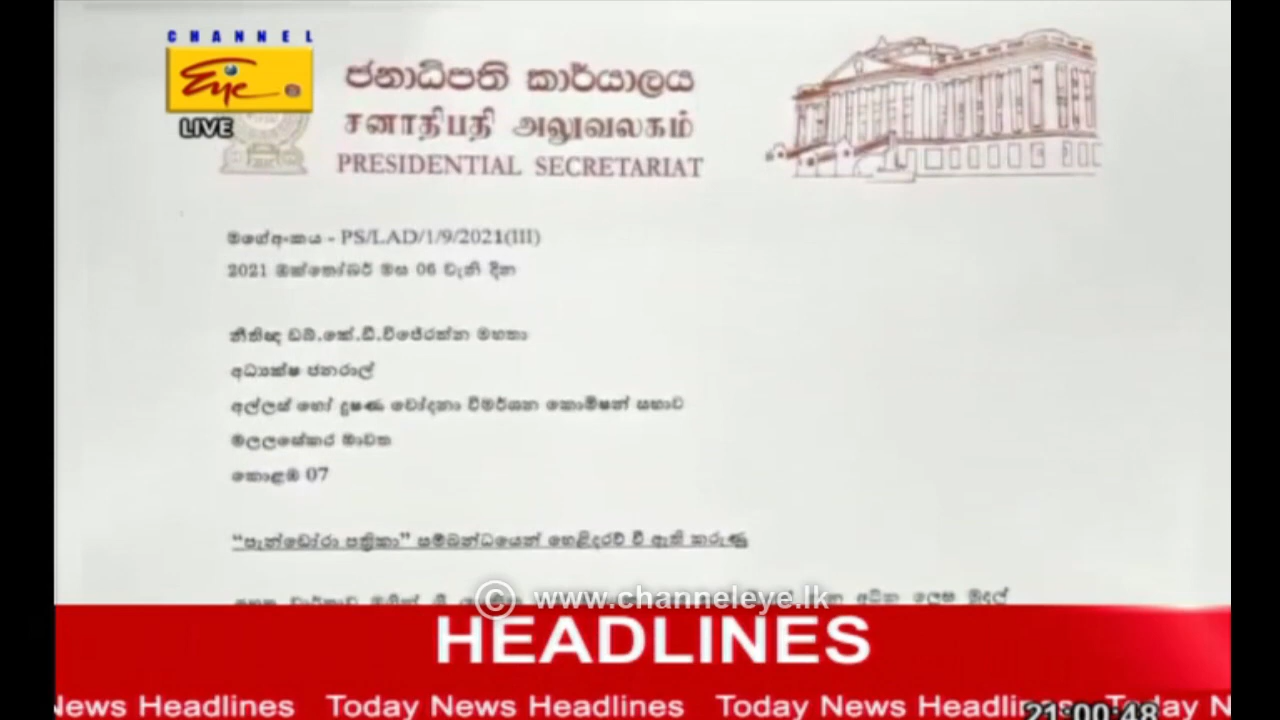 CHANNEL
Eye
LIVE
ජනාධිපති කාර්යාලය
சனாதிபதி அலுவலகம்
PRESIDENTIAL SECRETARIAT
මගේඅංකය - PS/LAD/1/9/2021(III)
2021 ඔක්තෝබර් මස 06 වැනි දින
නීතිඥ ඩබ්.කේ.ඩී.විජේරත්න මහතා
අධ්‍යක්ෂ ජනරාල්
අල්ලස් හෝ දූෂණ චෝදනා විමර්ශන කොමිෂන් සභාව
මලලසේකර මාවත
කොළඹ 07
“පැන්ඩෝරා පත්‍රිකා” සම්බන්ධයෙන් හෙළිදරව් වී ඇති කරුණු
© www.channeleye.lk
ලෙස මුදල්
HEADLINES
News Headlines Today News Headlines Today News Headlines Today N
21:00:48